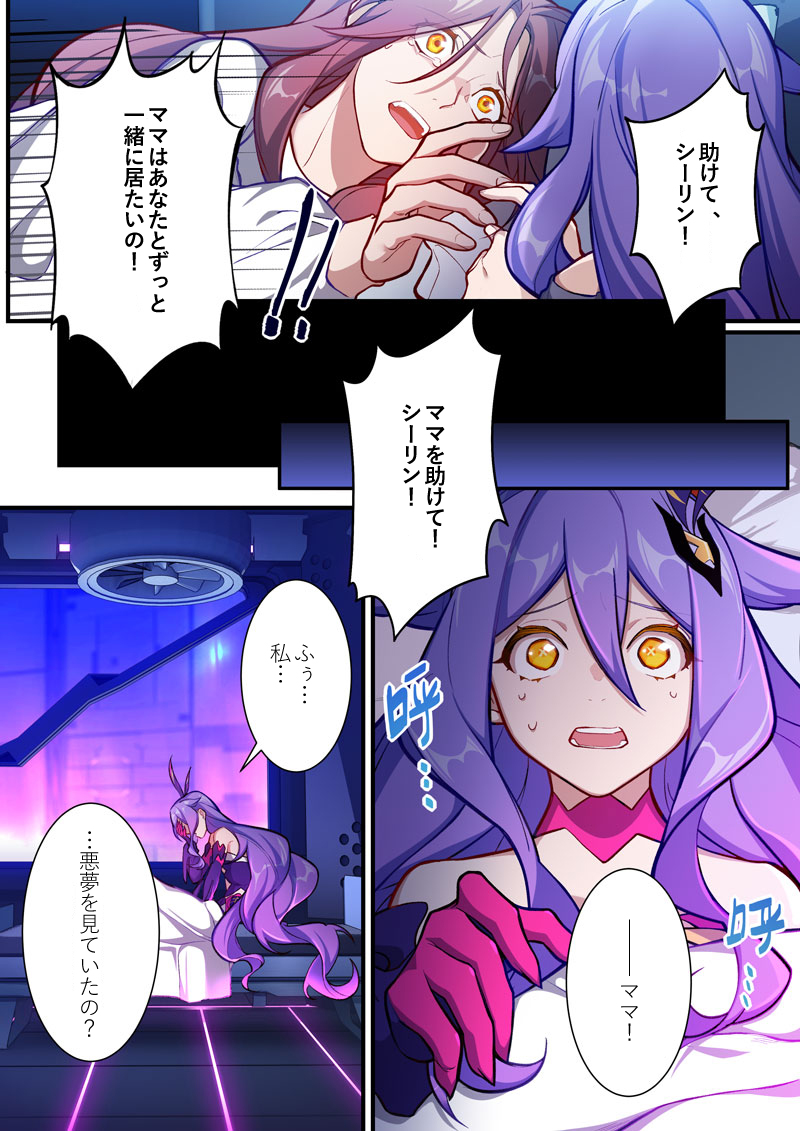 助けて、
シーリン！
ママはあなたとずっと
一緒に居たいの！
!!
ママを助けて！
シーリン！
呼…
――ママ！
呼…
ふぅ…
私…
…悪夢を見ていたの？